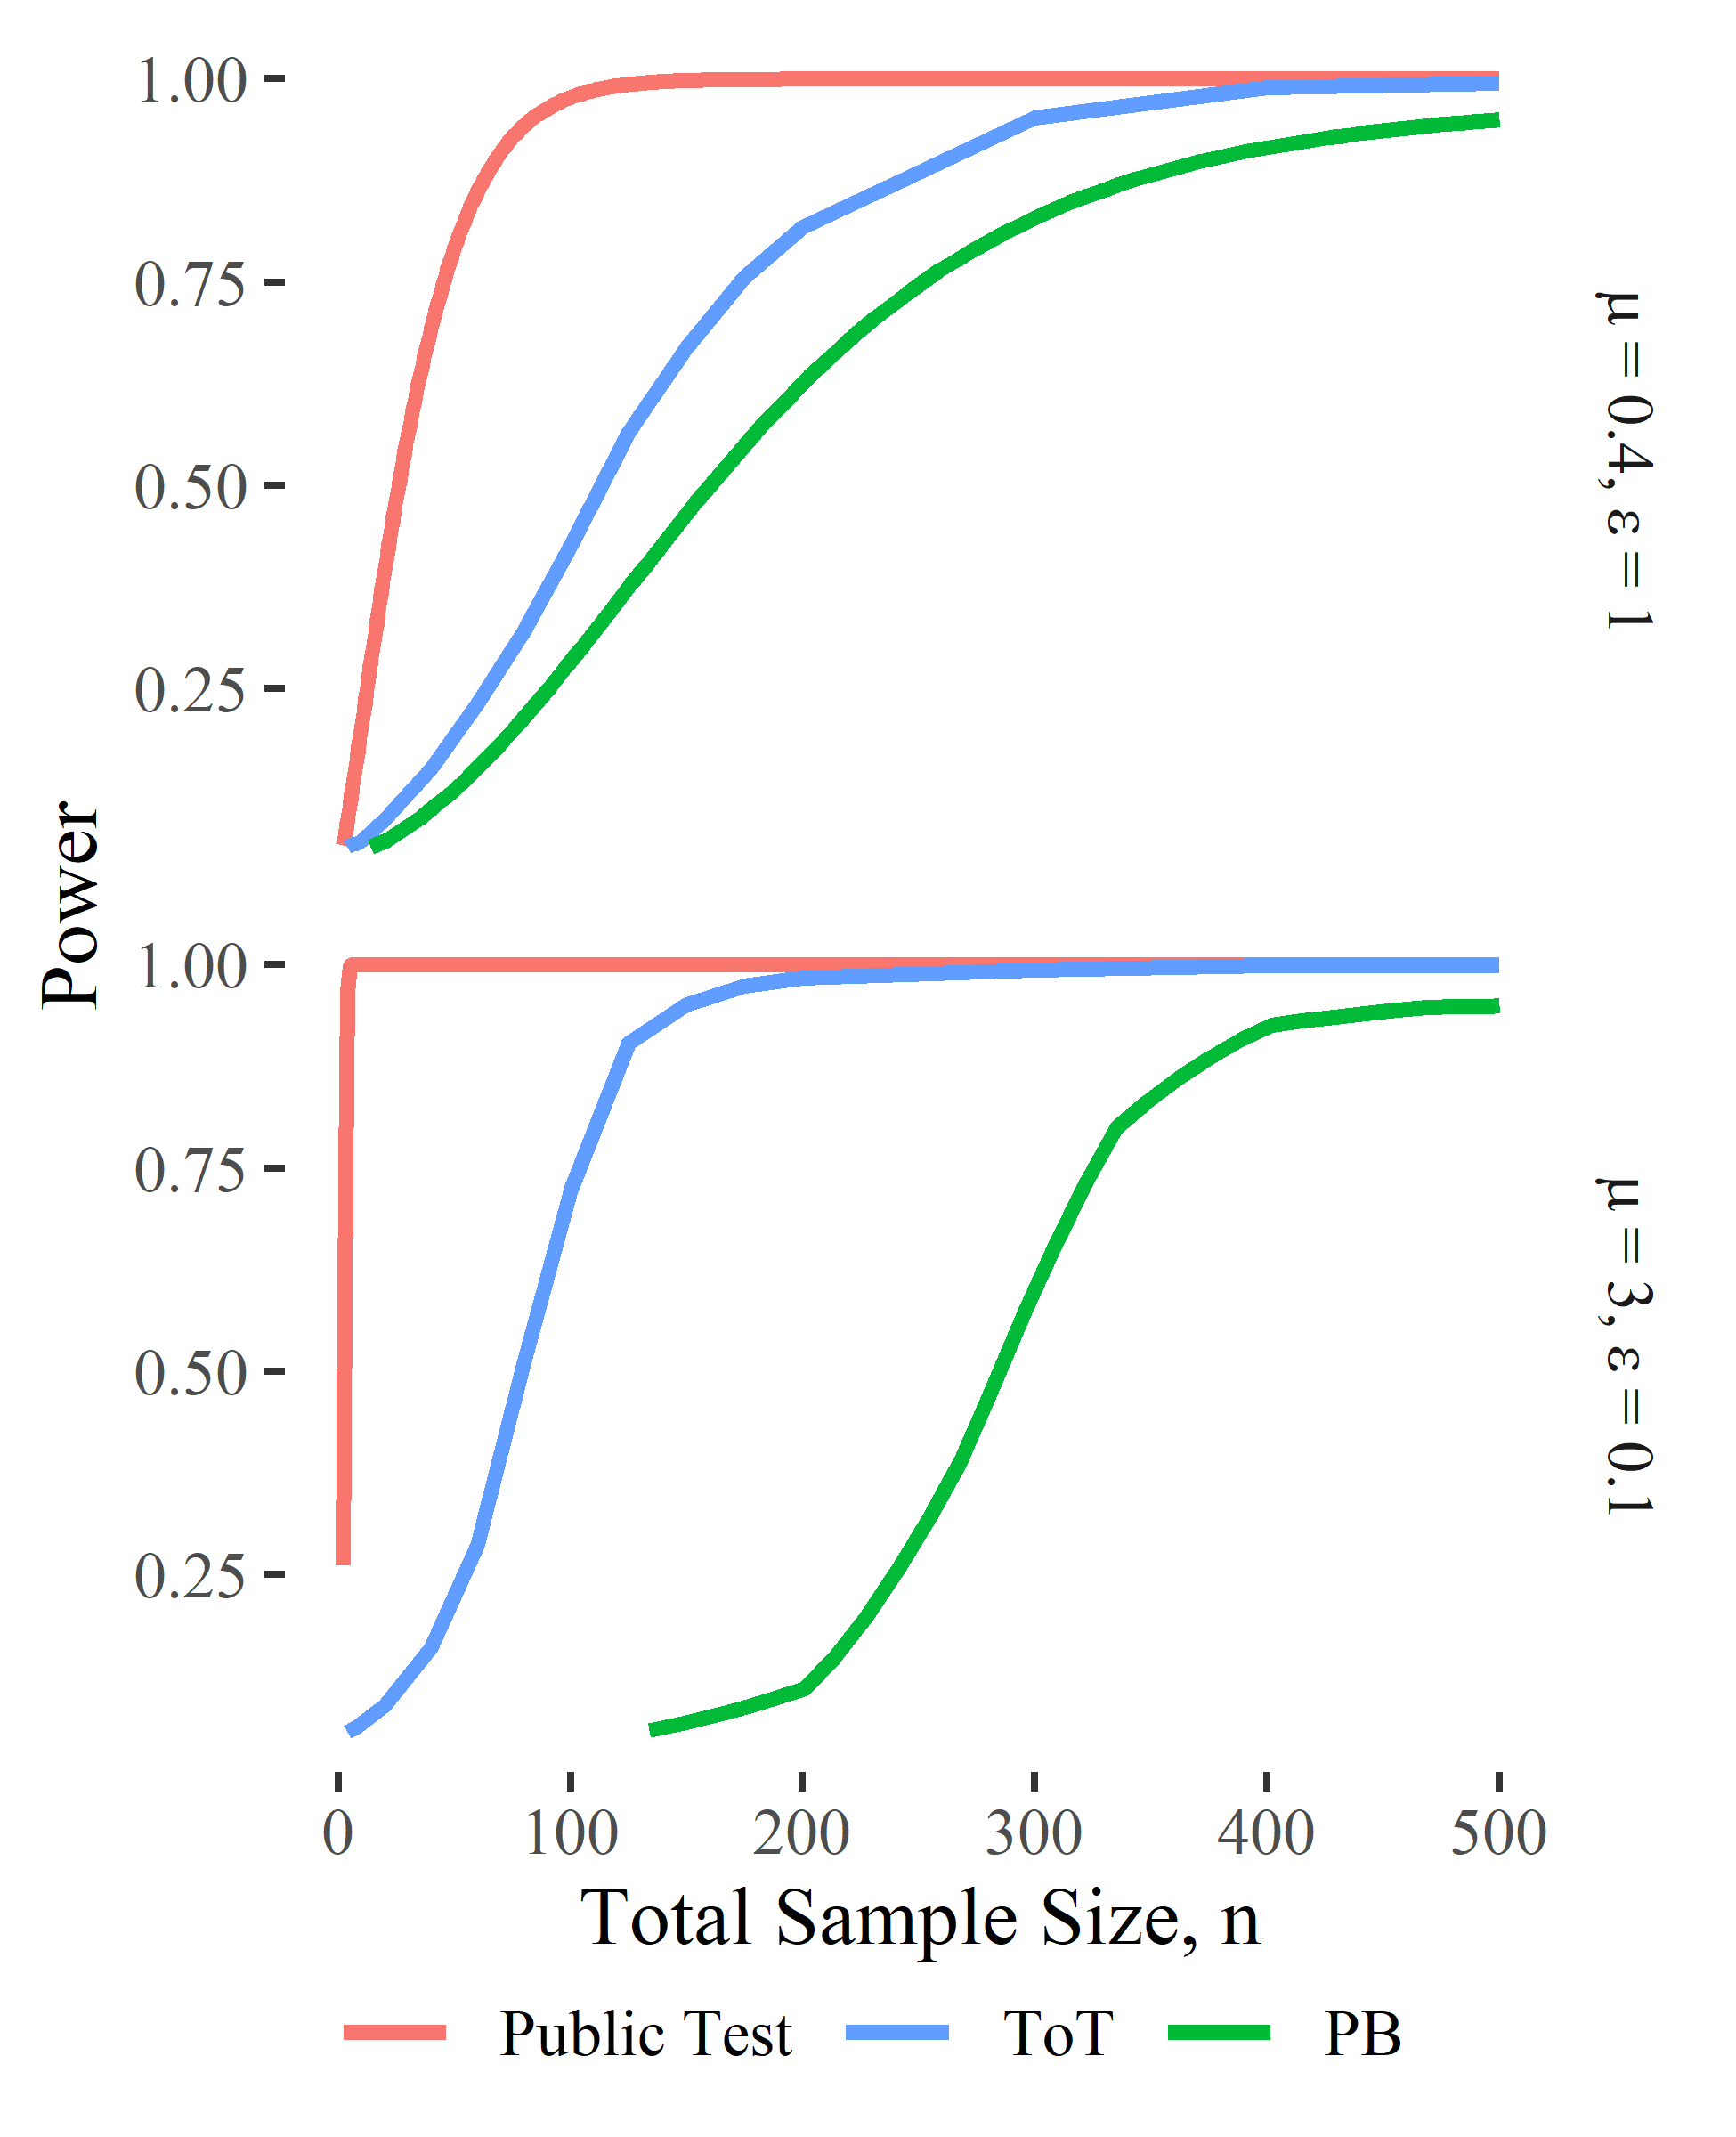 1.00
0.75
0.50
0.25
μ = 0.4, ε = 1
Power
1.00
0.75
0.50
0.25
μ = 3, ε = 0.1
0 100 200 300 400 500
Total Sample Size, n
Public Test ToT PB